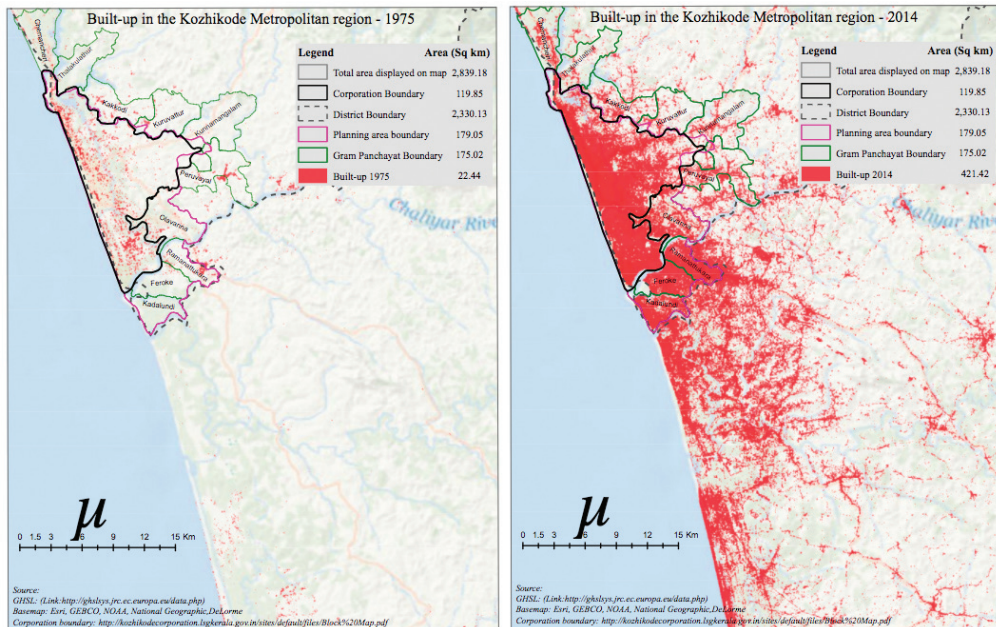 Built-up in the Kozhikode Metropolitan region - 1975
Legend Area (Sq km)
Total area displayed on map 2,839.18
Corporation Boundary 119.85
District Boundary 2,330.13
Planning area boundary 179.05
Gram Panchayat Boundary 175.02
Built-up 1975 22.44
Chemancheri
Thalakulathur
Kakkodi
Kuruvattur
Kunnamangalam
Peruvayal
Olavanna
Ramanattukara
Feroke
Kadalundi
Chaliyar Rive
µ
0 1.5 3 6 9 12 15 Km
Source:
GHSL: (Link:http://ghslsys.jrc.ec.europa.eu/data.php)
Basemap: Esri, GEBCO, NOAA, National Geographic,DeLorme
Corporation boundary: http://kozhikodecorporation.lsgkerala.gov.in/sites/default/files/Block%20Map.pdf
Built-up in the Kozhikode Metropolitan region - 2014
Legend Area (Sq km)
Total area displayed on map 2,839.18
Corporation Boundary 119.85
District Boundary 2,330.13
Planning area boundary 179.05
Gram Panchayat Boundary 175.02
Built-up 2014 421.42
Chemancheri
Thalakulathur
Kakkodi
Kuruvattur
Kunnamangalam
Peruvayal
Olavanna
Ramanattukara
Feroke
Kadalundi
Chaliyar Rive
µ
0 1.5 3 6 9 12 15 Km
Source:
GHSL: (Link:http://ghslsys.jrc.ec.europa.eu/data.php)
Basemap: Esri, GEBCO, NOAA, National Geographic,DeLorme
Corporation boundary: http://kozhikodecorporation.lsgkerala.gov.in/sites/default/files/Block%20Map.pdf